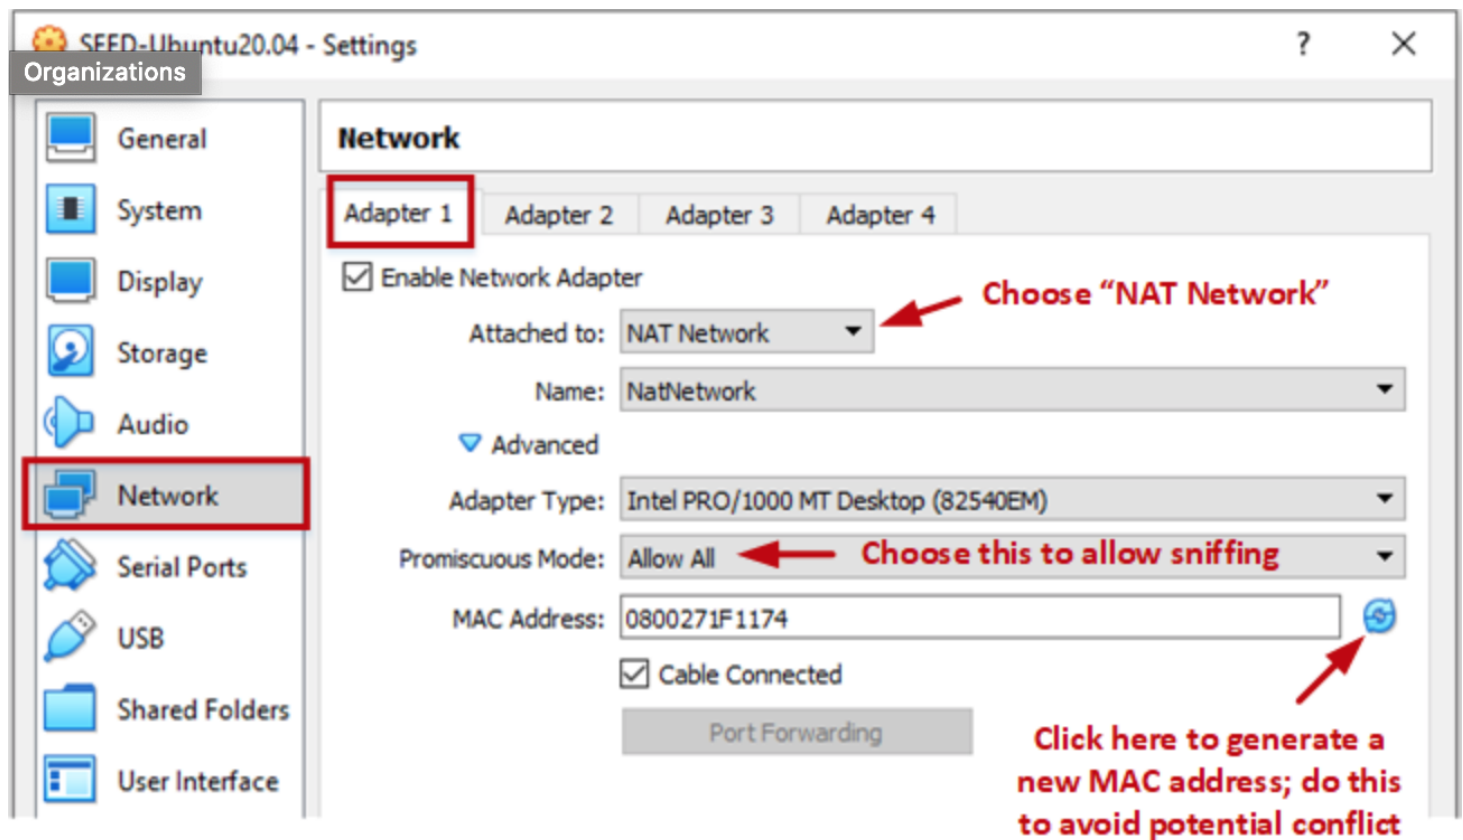 SEED-Ubuntu20.04 - Settings
?
Organizations
General
System
Display
Storage
Audio
Network
Serial Ports
USB
Shared Folders
User Interface
Network
Adapter 1
Adapter 2
Adapter 3
Adapter 4
Enable Network Adapter
Choose “NAT Network”
Attached to: NAT Network
Name: NatNetwork
Advanced
Adapter Type: Intel PRO/1000 MT Desktop (82540EM)
Promiscuous Mode: Allow All
Choose this to allow sniffing
MAC Address: 0800271F1174
Cable Connected
Port Forwarding
Click here to generate a
new MAC address; do this
to avoid potential conflict